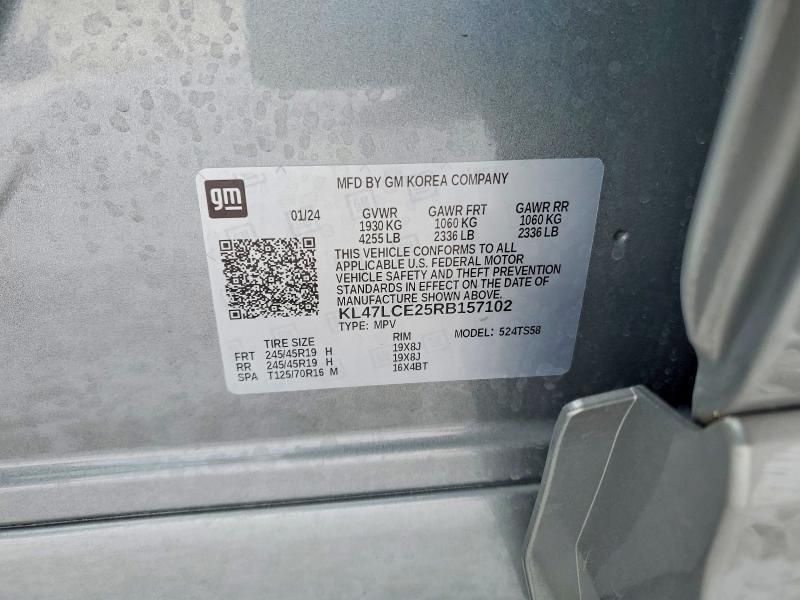 gm
MFD BY GM KOREA COMPANY
01/24 GVWR GAWR FRT GAWR RR
1930 KG 1060 KG 1060 KG
4255 LB 2336 LB 2336 LB
THIS VEHICLE CONFORMS TO ALL
APPLICABLE U.S. FEDERAL MOTOR
VEHICLE SAFETY AND THEFT PREVENTION
STANDARDS IN EFFECT ON THE DATE OF
MANUFACTURE SHOWN ABOVE.
KL47LCE25RB157102
TYPE: MPV MODEL: 524TS58
TIRE SIZE RIM
FRT 245/45R19 H 19X8J
RR 245/45R19 H 19X8J
SPA T125/70R16 M 16X4BT